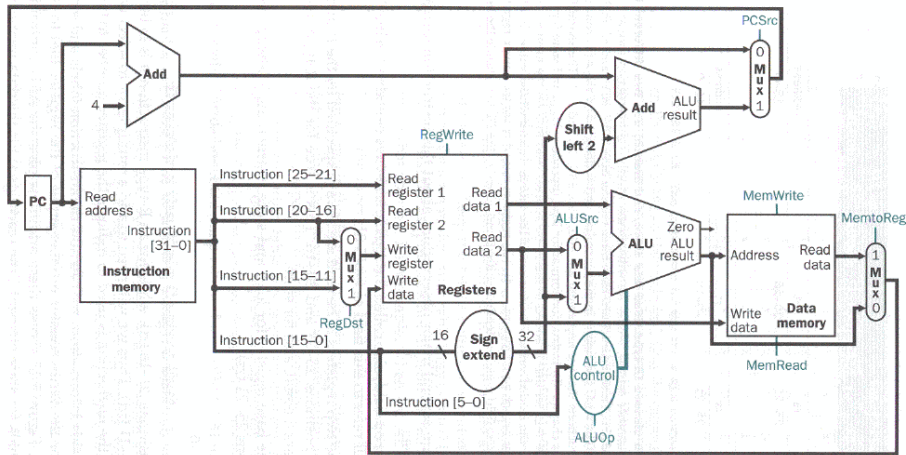 PCSrc
0
M
u
x
1
Add
4
Add
ALU
result
Shift
left 2
RegWrite
PC
Read
address
Instruction
[31–0]
Instruction
memory
Instruction [25–21]
Instruction [20–16]
Instruction [15–11]
Instruction [15–0]
Instruction [5–0]
0
M
u
x
1
RegDst
Read
register 1
Read
register 2
Write
register
Write
data
Read
data 1
Read
data 2
Registers
16
Sign
extend
32
ALUSrc
0
M
u
x
1
ALU
Zero
ALU
result
ALU
control
ALUOp
MemWrite
Address
Read
data
Write
data
Data
memory
MemRead
MemtoReg
1
M
u
x
0